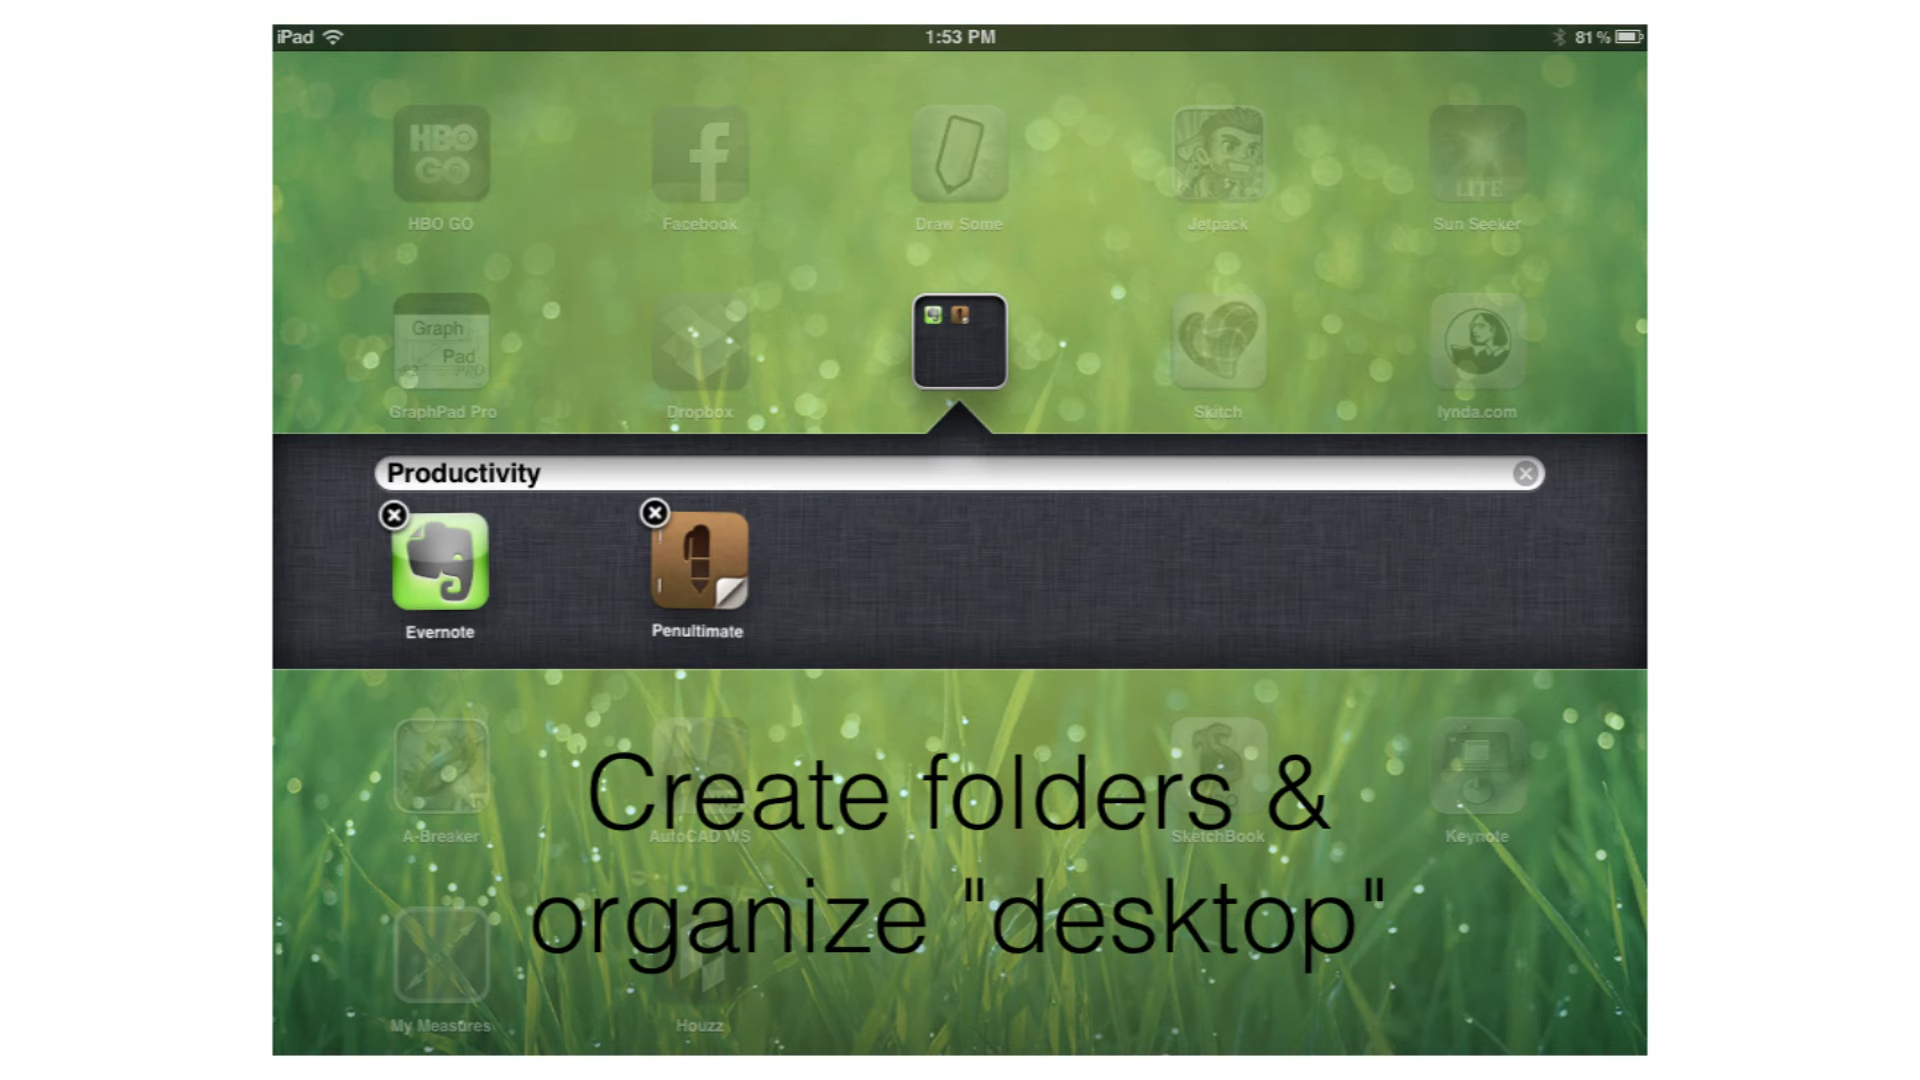 iPad 1:53 PM 81 %
HBO GO
f
LITE
HBO GO Facebook Draw Some Jetpack Sun Seeker
Graph
Pad
PRO
GraphPad Pro Dropbox Skitch lynda.com
Productivity
Evernote Penultimate
A-Breaker AutoCAD WS SketchBook Keynote
Create folders &
organize "desktop"
My Measures Houzz